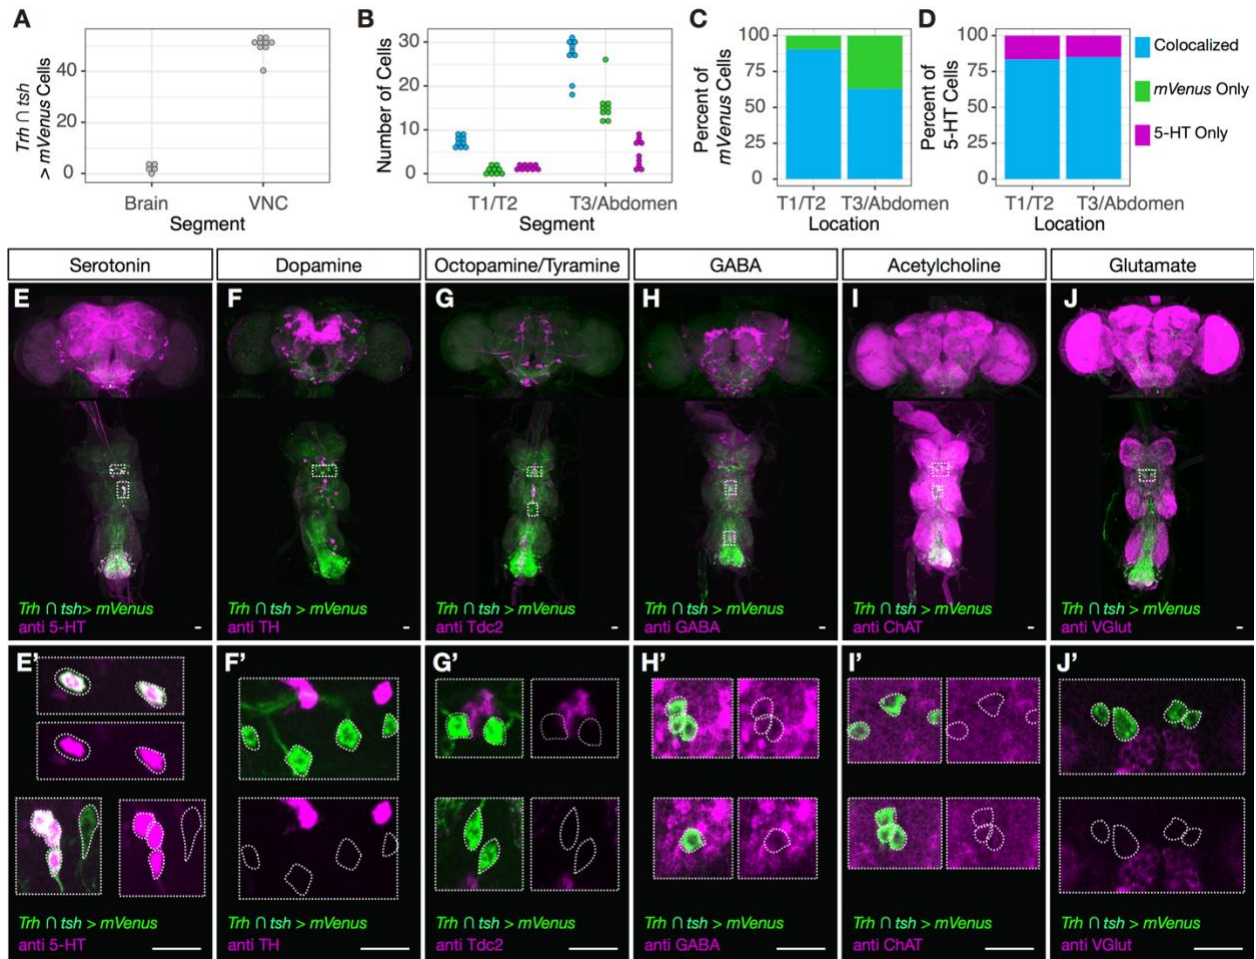 A
Trh ∩ tsh
> mVenus Cells
40
20
0
Brain
VNC
Segment
B
Number of Cells
30
20
10
0
T1/T2
T3/Abdomen
Segment
C
Percent of
mVenus Cells
100
75
50
25
0
T1/T2
T3/Abdomen
Location
D
Percent of
5-HT Cells
100
75
50
25
0
T1/T2
T3/Abdomen
Location
Colocalized
mVenus Only
5-HT Only
Serotonin
Dopamine
Octopamine/Tyramine
GABA
Acetylcholine
Glutamate
E
Trh ∩ tsh> mVenus
anti 5-HT
F
Trh ∩ tsh > mVenus
anti TH
G
Trh ∩ tsh > mVenus
anti Tdc2
H
Trh ∩ tsh > mVenus
anti GABA
I
Trh ∩ tsh > mVenus
anti ChAT
J
Trh ∩ tsh > mVenus
anti VGlut
E'
Trh ∩ tsh > mVenus
anti 5-HT
F'
Trh ∩ tsh > mVenus
anti TH
G'
Trh ∩ tsh > mVenus
anti Tdc2
H'
Trh ∩ tsh > mVenus
anti GABA
I'
Trh ∩ tsh > mVenus
anti ChAT
J'
Trh ∩ tsh > mVenus
anti VGlut